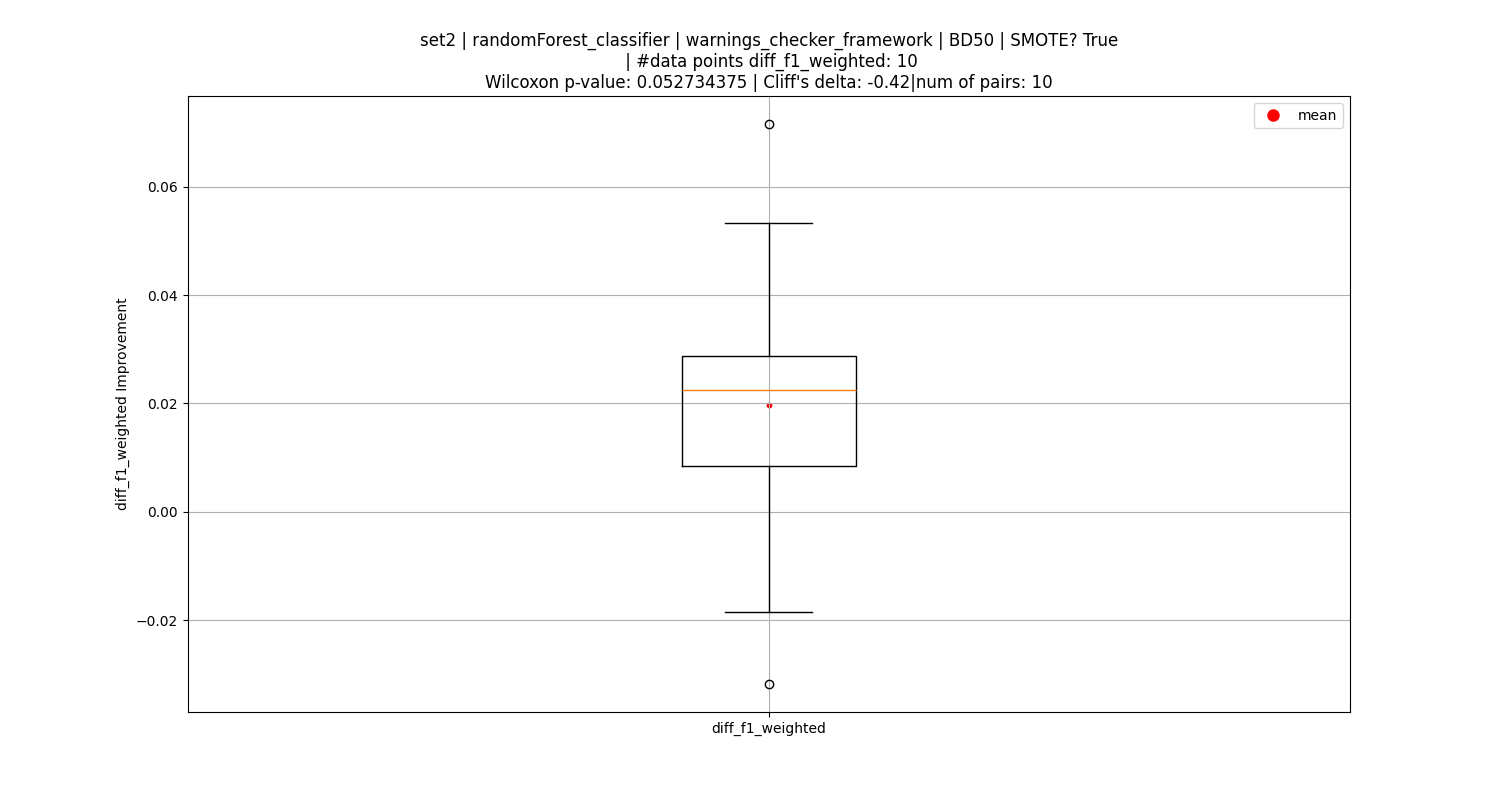 set2 | randomForest_classifier | warnings_checker_framework | BD50 | SMOTE? True
| #data points diff_f1_weighted: 10
Wilcoxon p-value: 0.052734375 | Cliff's delta: -0.42|num of pairs: 10
mean
0.06
0.04
0.02
0.00
−0.02
diff_f1_weighted Improvement
diff_f1_weighted